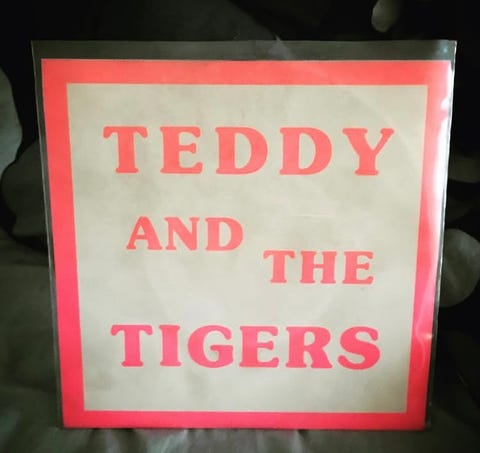 TEDDY
AND
THE
TIGERS